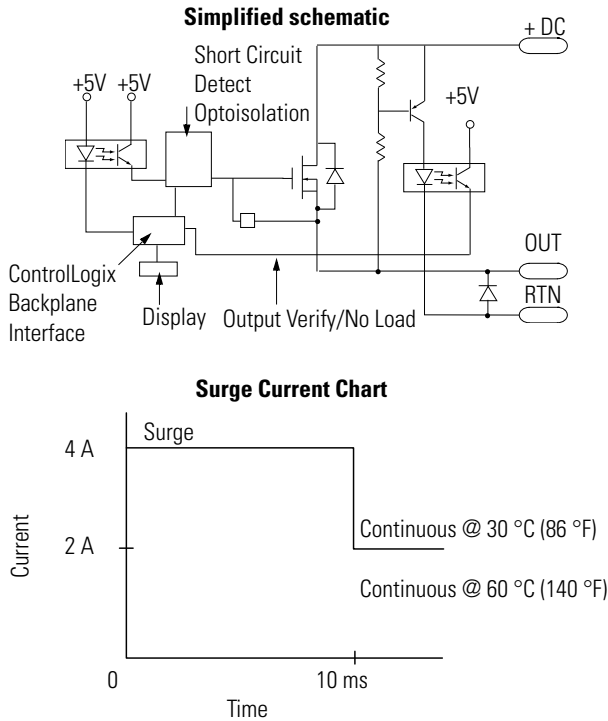 Simplified schematic
+ DC
Short Circuit
Detect
Optoisolation
+5V
+5V
+5V
OUT
RTN
ControlLogix
Backplane
Interface
Display
Output Verify/No Load
Surge Current Chart
Surge
4 A
Continuous @ 30 °C (86 °F)
2 A
Continuous @ 60 °C (140 °F)
Current
0
10 ms
Time